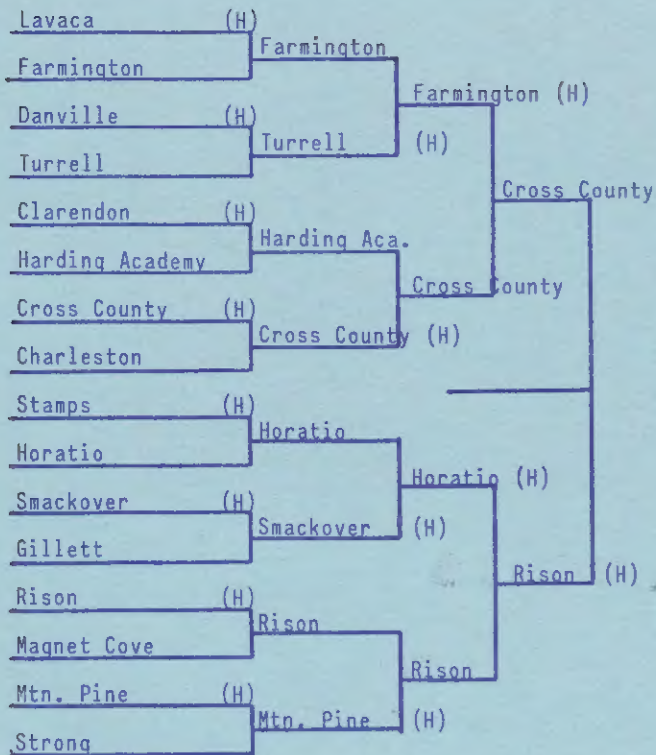 Lavaca (H)
Farmington
Farmington
Farmington (H)
Danville (H)
Turrell (H)
Turrell
Cross County
Clarendon (H)
Harding Aca.
Harding Academy
Cross County
Cross County (H)
Cross County (H)
Charleston
Stamps (H)
Horatio
Horatio
Horatio (H)
Smackover (H)
Smackover (H)
Gillett
Rison (H)
Rison (H)
Rison
Magnet Cove
Rison
Mtn. Pine (H)
Mtn. Pine (H)
Strong